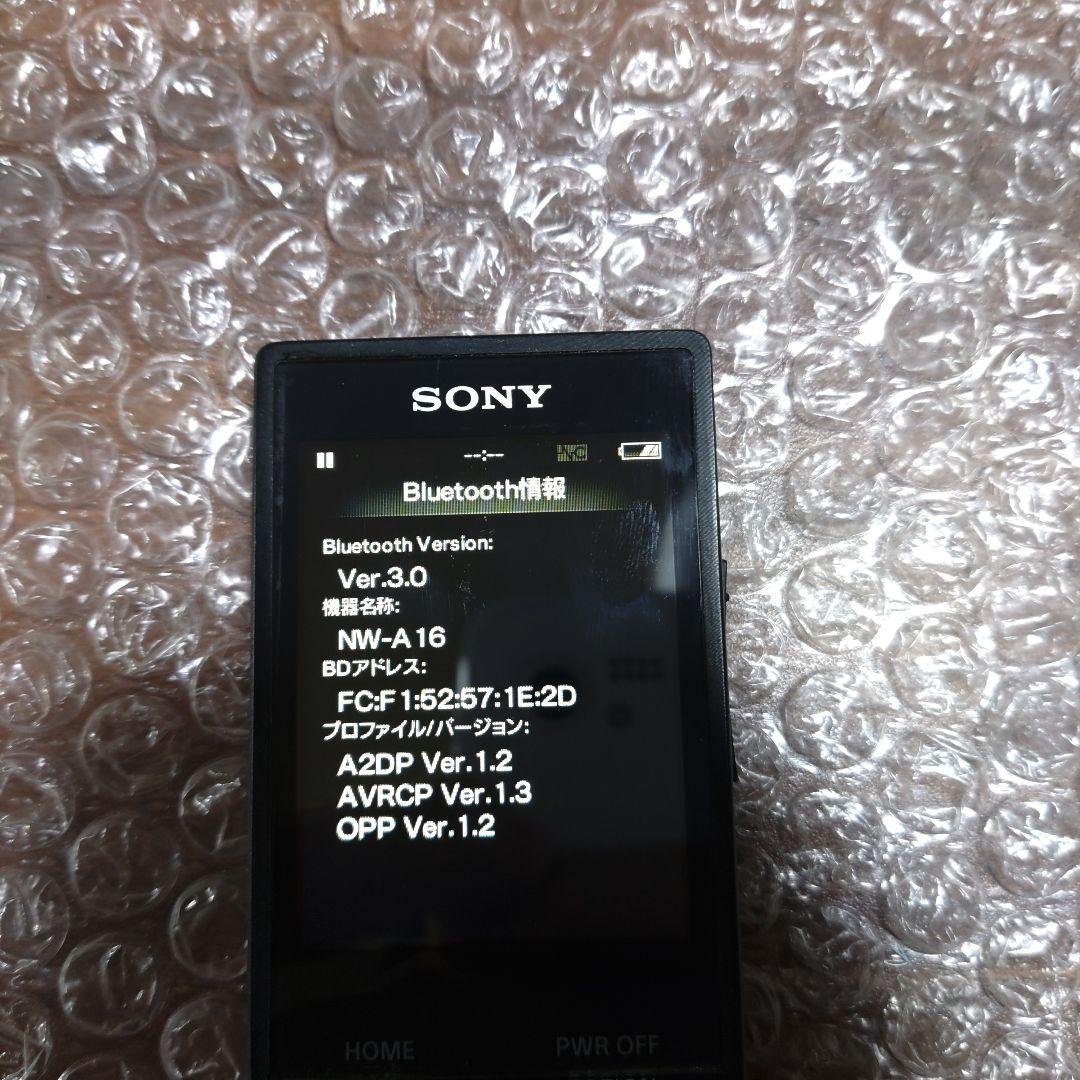 SONY
--:--
Bluetooth情報
Bluetooth Version:
Ver.3.0
機器名称:
NW-A16
BDアドレス:
FC:F1:52:57:1E:2D
プロファイル/バージョン:
A2DP Ver.1.2
AVRCP Ver.1.3
OPP Ver.1.2
HOME PWR OFF